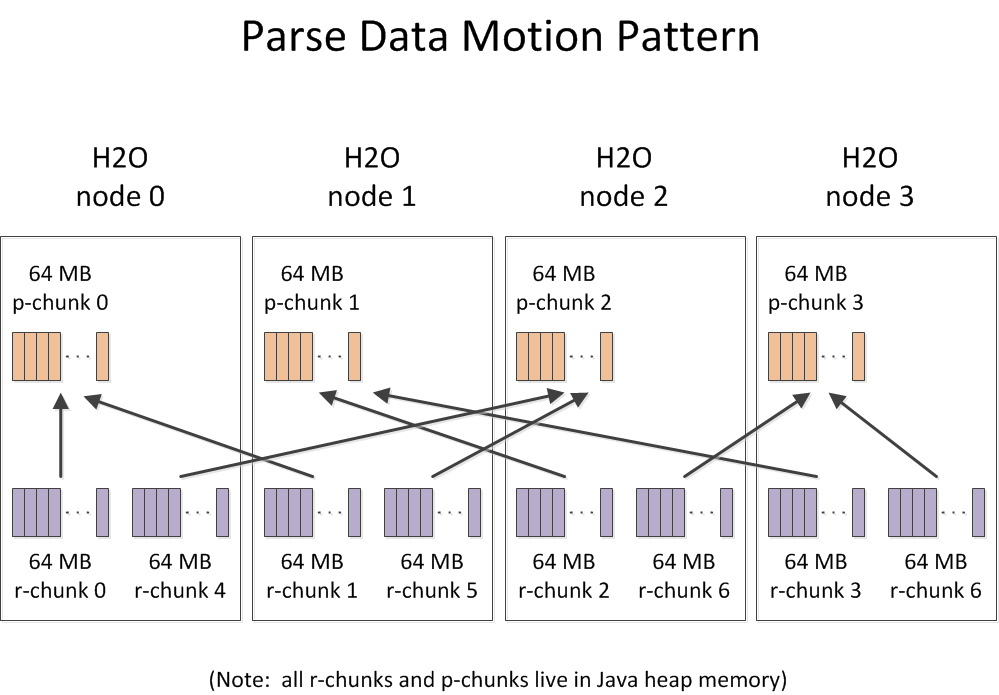 Parse Data Motion Pattern
H2O
node 0
H2O
node 1
H2O
node 2
H2O
node 3
64 MB
p-chunk 0
64 MB
p-chunk 1
64 MB
p-chunk 2
64 MB
p-chunk 3
64 MB
r-chunk 0
64 MB
r-chunk 4
64 MB
r-chunk 1
64 MB
r-chunk 5
64 MB
r-chunk 2
64 MB
r-chunk 6
64 MB
r-chunk 3
64 MB
r-chunk 6
(Note:  all r-chunks and p-chunks live in Java heap memory)